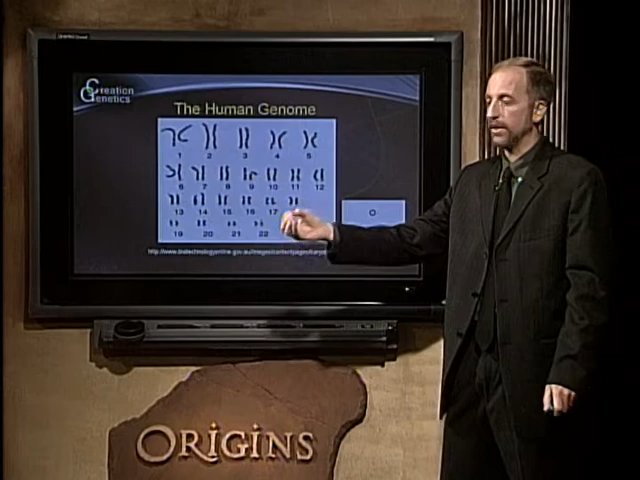 Creation
Genetics
The Human Genome
1 2 3 4 5
6 7 8 9 10 11 12
13 14 15 16 17
19 20 21 22
ORIGINS